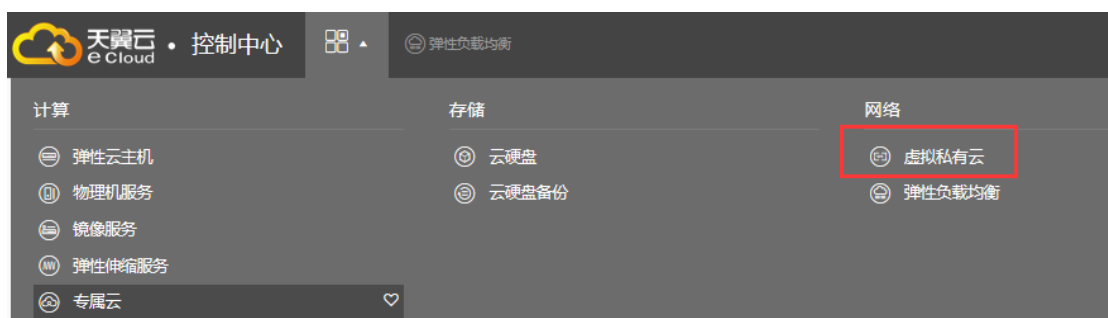 天翼云 • 控制中心
e Cloud
弹性负载均衡
计算
弹性云主机
物理机服务
镜像服务
弹性伸缩服务
专属云
存储
云硬盘
云硬盘备份
网络
虚拟私有云
弹性负载均衡